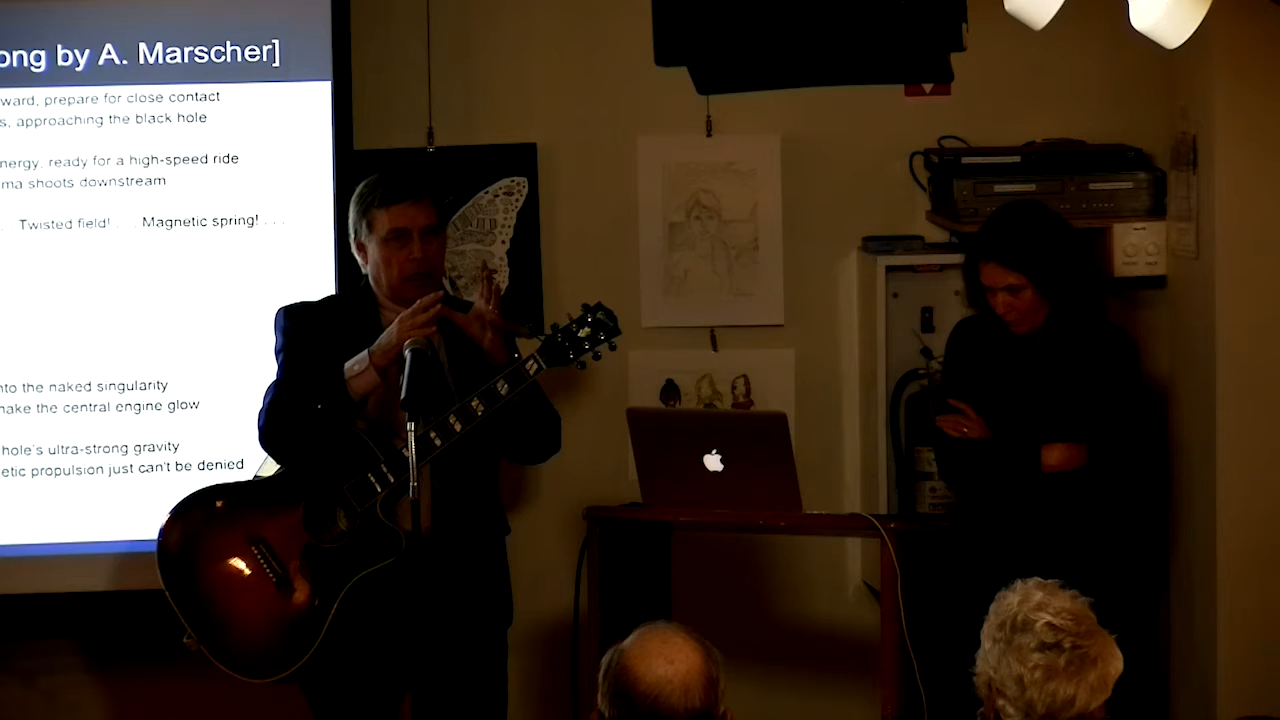 ong by A. Marscher]
ward, prepare for close contact
s, approaching the black hole
nergy, ready for a high-speed ride
ma shoots downstream
. Twisted field! . . . Magnetic spring! . . .
nto the naked singularity
make the central engine glow
hole's ultra-strong gravity
etic propulsion just can't be denied